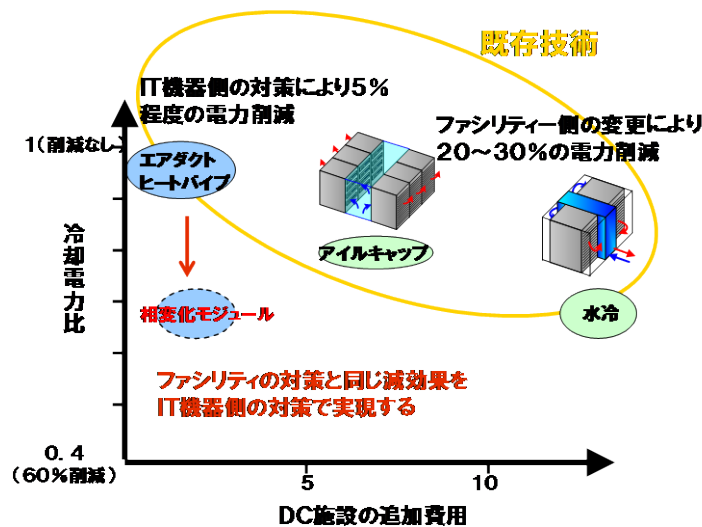 既存技術
IT機器側の対策により5%
程度の電力削減
ファシリティー側の変更により
20～30%の電力削減
1(削減なし)
エアダクト
ヒートパイプ
アイルキャップ
冷却電力比
相変化モジュール
水冷
ファシリティの対策と同じ減効果を
IT機器側の対策で実現する
0.4
(60%削減)
5
10
DC施設の追加費用